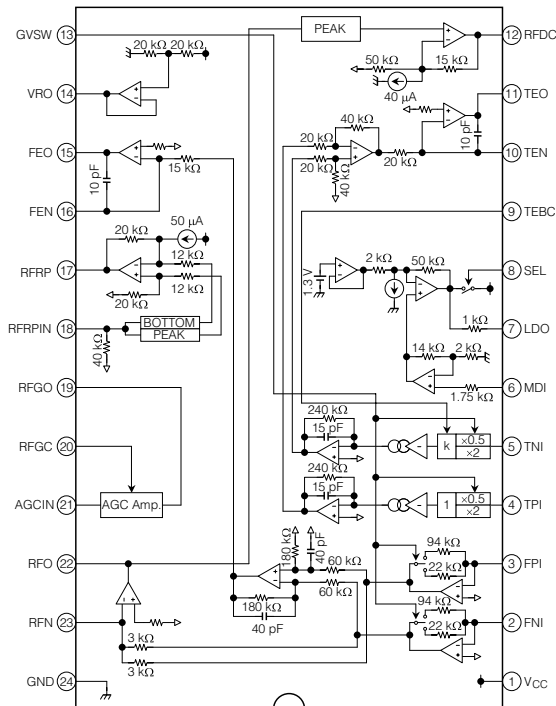 GVSW 13
PEAK
12 RFDC
20 kΩ 20 kΩ
50 kΩ
15 kΩ
40 µA
VRO 14
11 TEO
40 kΩ
20 kΩ
20 kΩ
40 kΩ
20 kΩ
10 pF
FEO 15
15 kΩ
10 pF
10 TEN
FEN 16
9 TEBC
50 µA
20 kΩ
12 kΩ
RFRP 17
12 kΩ
20 kΩ
1.3 V
2 kΩ
50 kΩ
8 SEL
RFRPIN 18
BOTTOM
PEAK
40 kΩ
1 kΩ
7 LDO
14 kΩ
2 kΩ
RFGO 19
1.75 kΩ
6 MDI
240 kΩ
15 pF
RFGC 20
k
×0.5
×2
5 TNI
240 kΩ
15 pF
AGCIN 21
AGC Amp.
1
×0.5
×2
4 TPI
RFO 22
180 kΩ
40 pF
60 kΩ
60 kΩ
94 kΩ
22 kΩ
3 FPI
180 kΩ
40 pF
94 kΩ
22 kΩ
2 FNI
RFN 23
3 kΩ
3 kΩ
GND 24
1 VCC